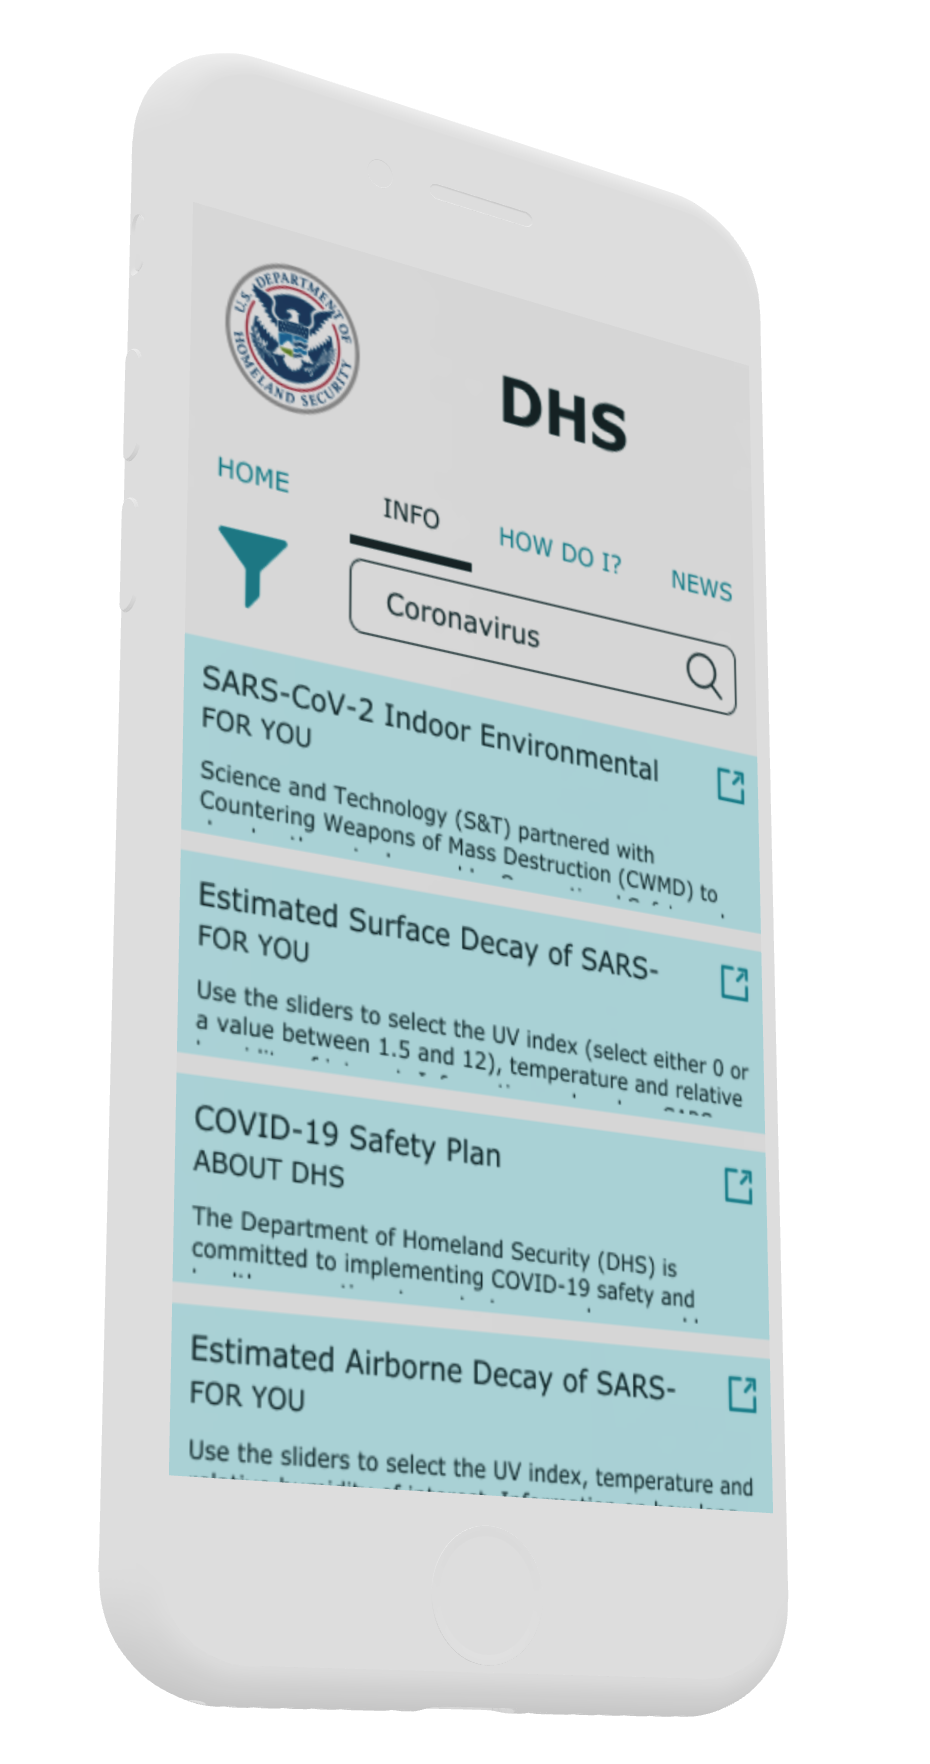 U.S. DEPARTMENT OF
HOMELAND SECURITY
DHS
HOME
INFO
HOW DO I?
NEWS
Coronavirus
SARS-CoV-2 Indoor Environmental
FOR YOU
Science and Technology (S&T) partnered with
Countering Weapons of Mass Destruction (CWMD) to
Estimated Surface Decay of SARS-
FOR YOU
Use the sliders to select the UV index (select either 0 or
a value between 1.5 and 12), temperature and relative
COVID-19 Safety Plan
ABOUT DHS
The Department of Homeland Security (DHS) is
committed to implementing COVID-19 safety and
Estimated Airborne Decay of SARS-
FOR YOU
Use the sliders to select the UV index, temperature and